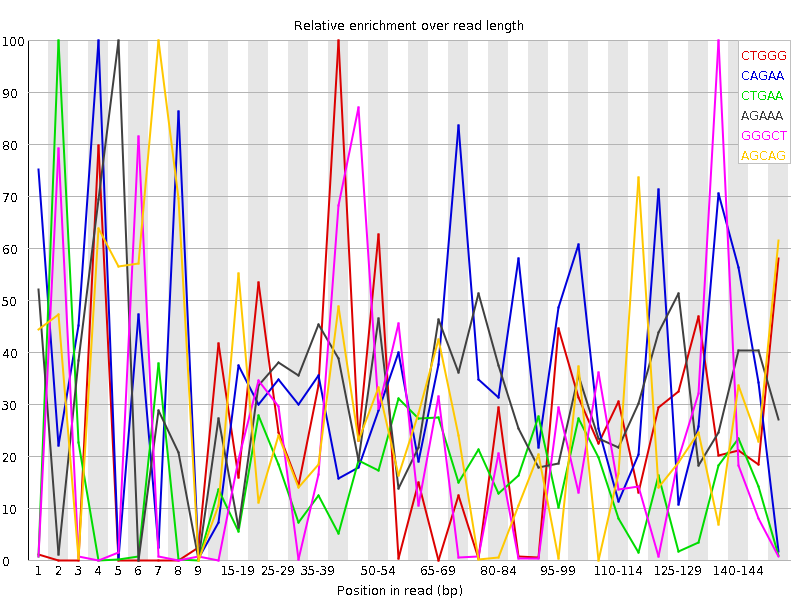 Relative enrichment over read length
100
90
80
70
60
50
40
30
20
10
0
CTGGG
CAGAA
CTGAA
AGAAA
GGGCT
AGCAG
1 2 3 4 5 6 7 8 9 15-19 25-29 35-39 50-54 65-69 80-84 95-99 110-114 125-129 140-144
Position in read (bp)